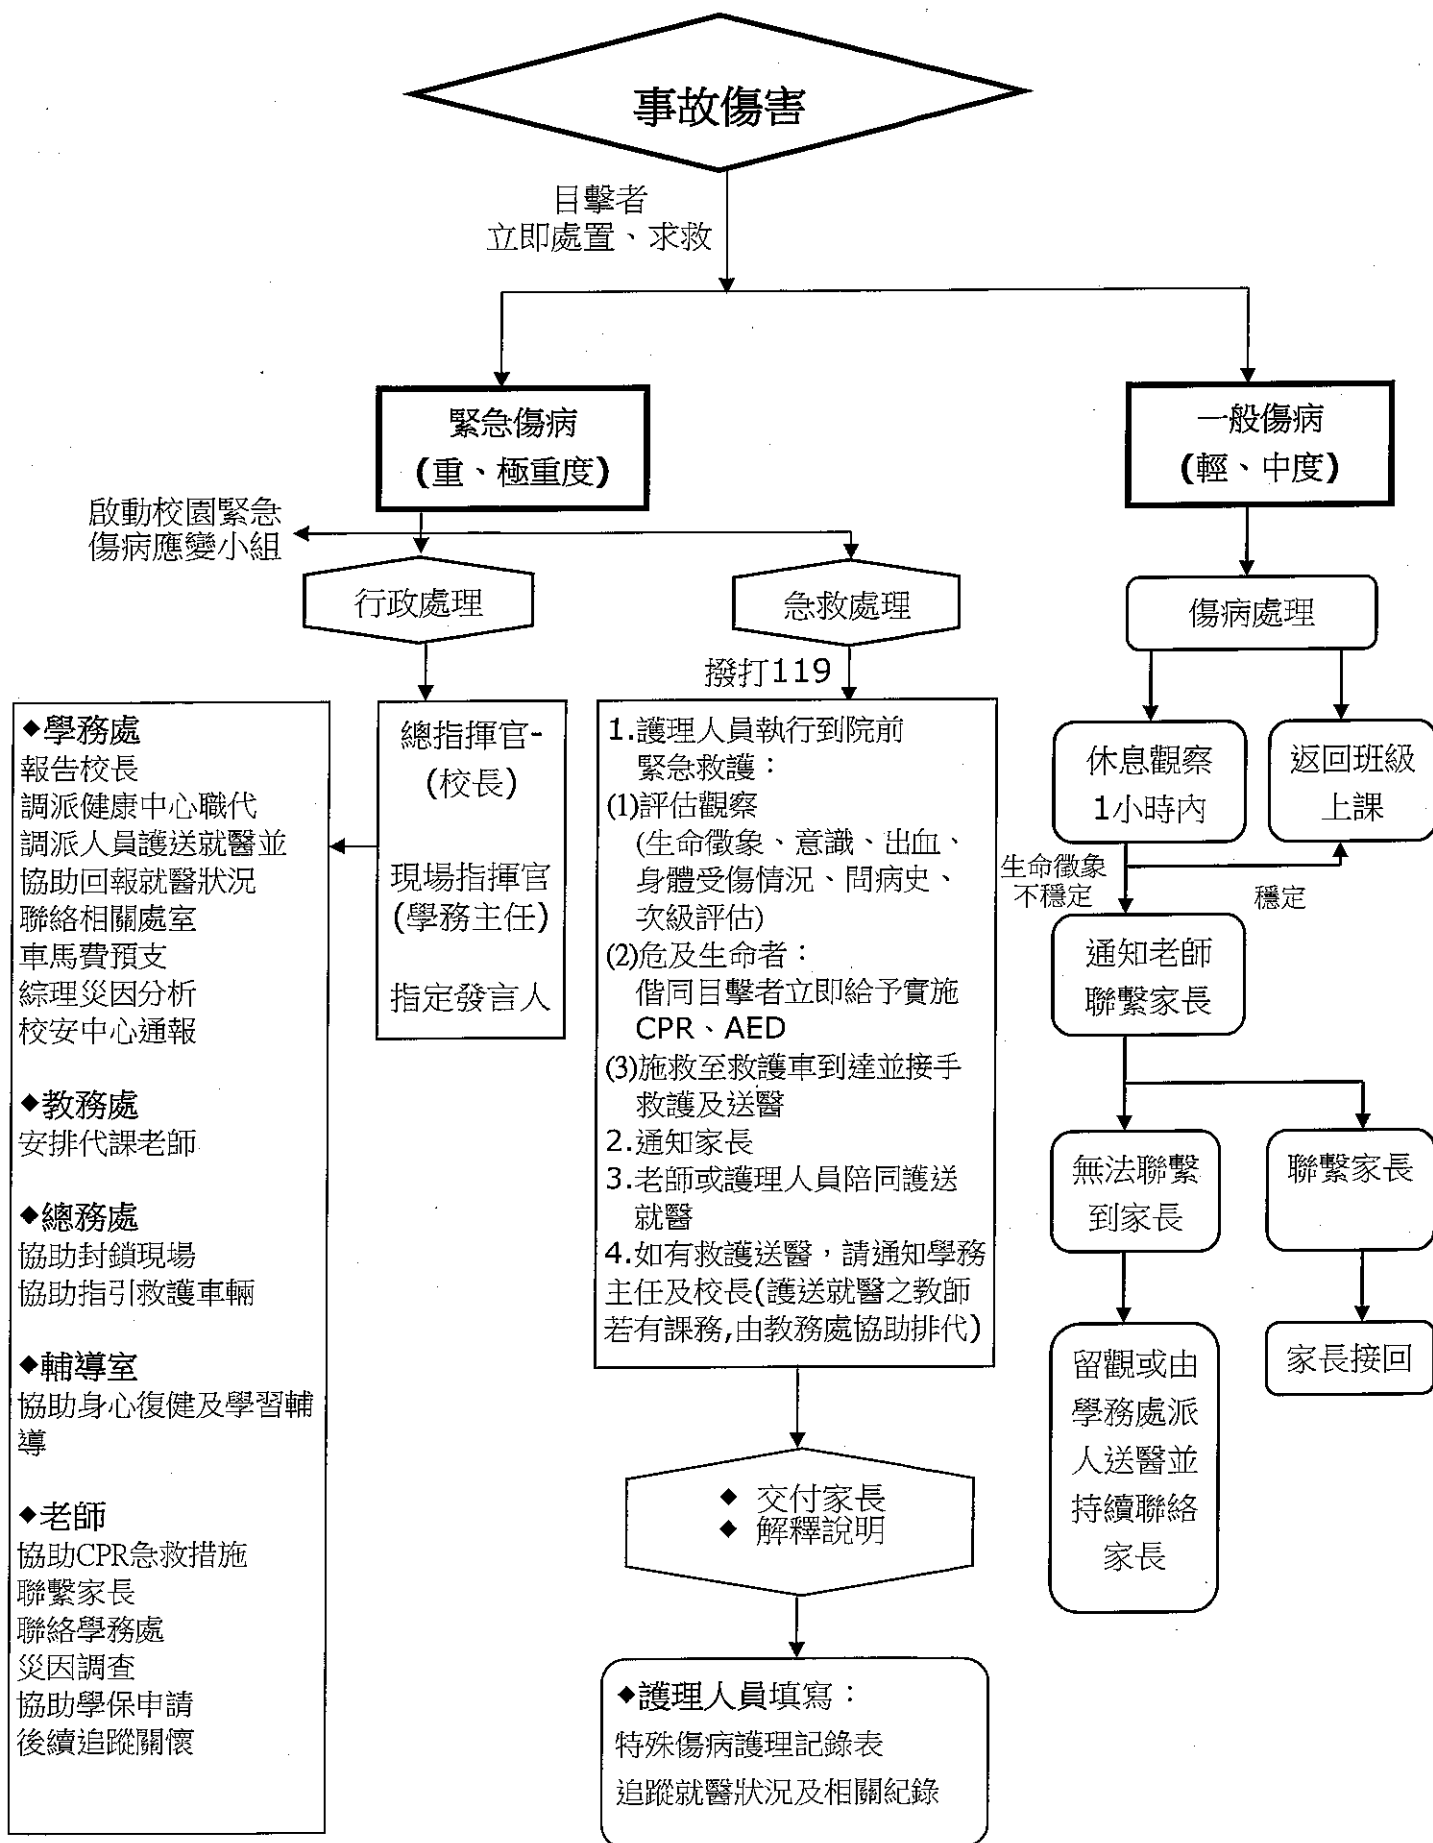 事故傷害
目擊者
立即處置、求救
緊急傷病
(重、極重度)
一般傷病
(輕、中度)
啟動校園緊急
傷病應變小組
行政處理
急救處理
傷病處理
撥打119
◆學務處
報告校長
調派健康中心職代
調派人員護送就醫並
協助回報就醫狀況
聯絡相關處室
車馬費預支
綜理災因分析
校安中心通報
◆教務處
安排代課老師
◆總務處
協助封鎖現場
協助指引救護車輛
◆輔導室
協助身心復健及學習輔
導
◆老師
協助CPR急救措施
聯繫家長
聯絡學務處
災因調查
協助學保申請
後續追蹤關懷
總指揮官-
(校長)
現場指揮官
(學務主任)
指定發言人
1.護理人員執行到院前
緊急救護：
(1)評估觀察
(生命徵象、意識、出血、
身體受傷情況、問病史、
次級評估)
(2)危及生命者：
偕同目擊者立即給予實施
CPR、AED
(3)施救至救護車到達並接手
救護及送醫
2.通知家長
3.老師或護理人員陪同護送
就醫
4.如有救護送醫，請通知學務
主任及校長(護送就醫之教師
若有課務,由教務處協助排代)
◆ 交付家長
◆ 解釋說明
◆護理人員填寫：
特殊傷病護理記錄表
追蹤就醫狀況及相關紀錄
休息觀察
1小時內
返回班級
上課
生命徵象
不穩定
穩定
通知老師
聯繫家長
無法聯繫
到家長
聯繫家長
留觀或由
學務處派
人送醫並
持續聯絡
家長
家長接回